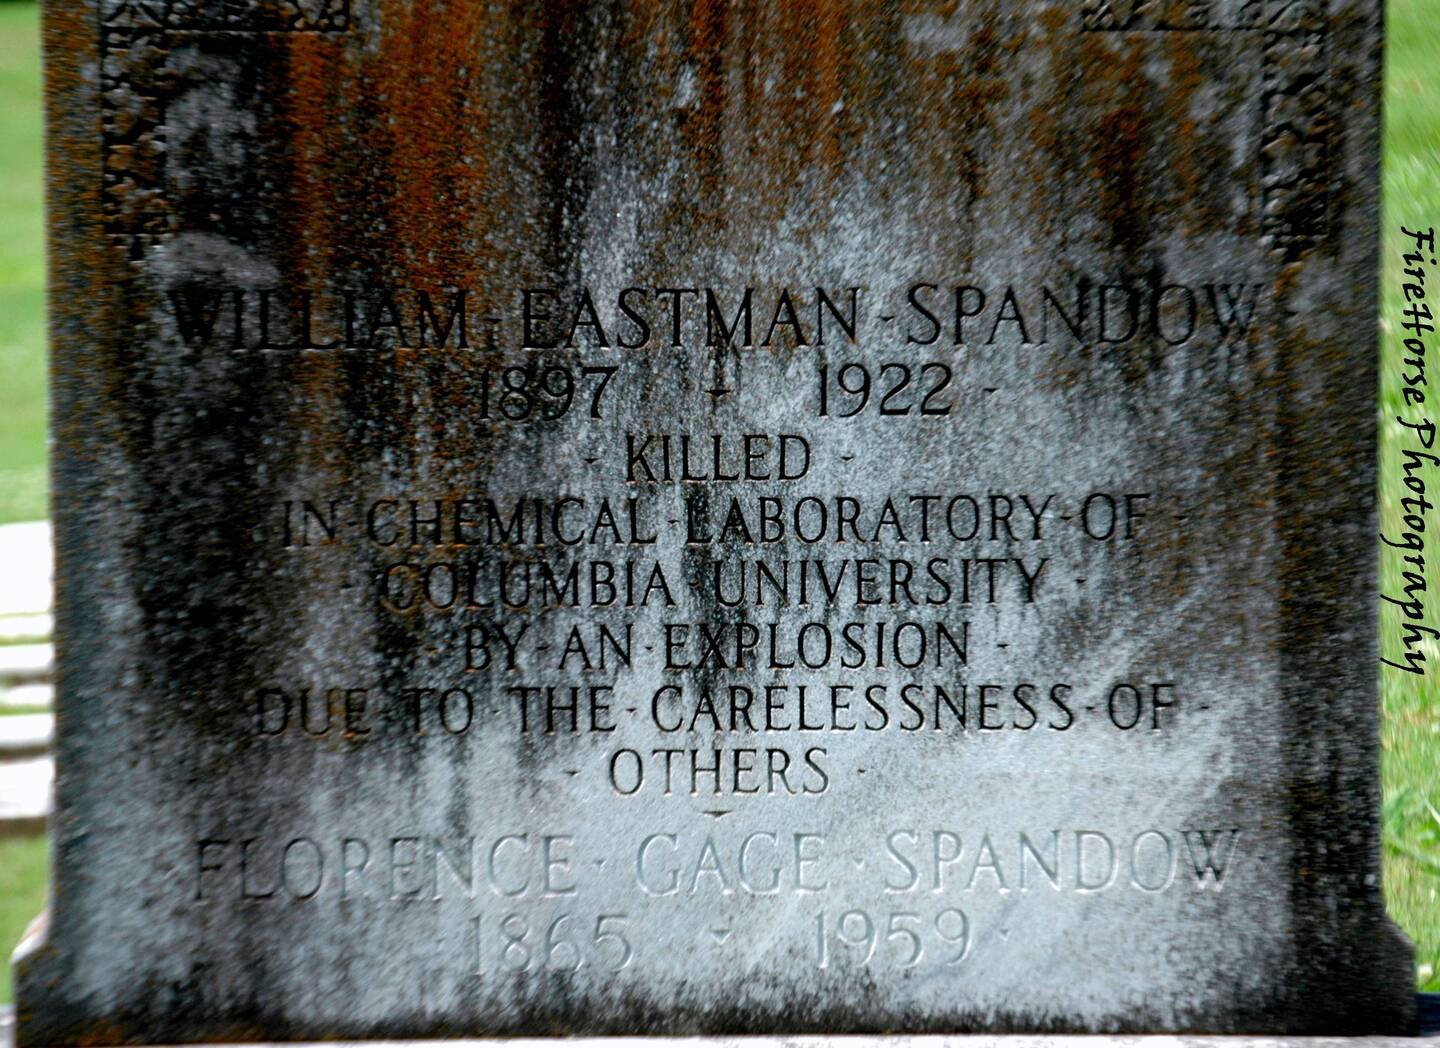 WILLIAM · EASTMAN · SPANDOW
1897 - 1922 -
- KILLED -
IN · CHEMICAL · LABORATORY · OF -
- COLUMBIA · UNIVERSITY -
- BY · AN · EXPLOSION -
DUE · TO · THE · CARELESSNESS · OF -
- OTHERS -
FLORENCE · GAGE · SPANDOW
1865 - 1959
FireHorse Photography